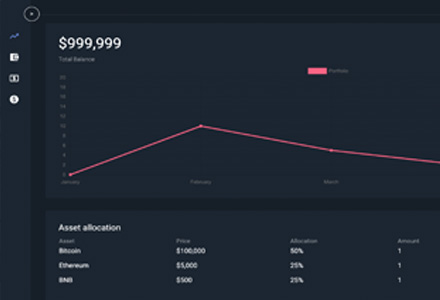 $999,999
Total Balance
Portfolio
20
18
16
14
12
10
8
6
4
2
0
January February March
Asset allocation
Asset Price Allocation Amount
Bitcoin $100,000 50% 1
Ethereum $5,000 25% 1
BNB $500 25% 1